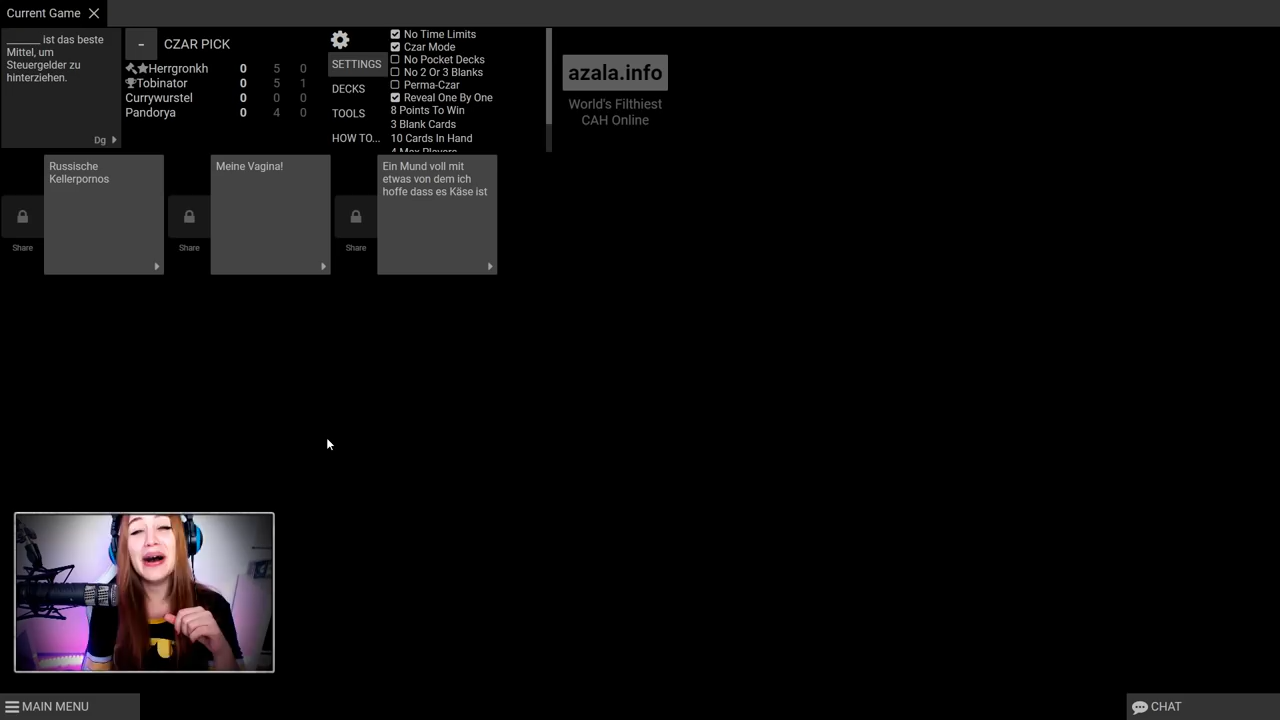 Current Game
_______ ist das beste
Mittel, um
Steuergelder zu
hinterziehen.
Dg
-
CZAR PICK
Herrgronkh 0 5 0
Tobinator 0 5 1
Currywurstel 0 0 0
Pandorya 0 4 0
SETTINGS
DECKS
TOOLS
HOW TO...
No Time Limits
Czar Mode
No Pocket Decks
No 2 Or 3 Blanks
Perma-Czar
Reveal One By One
8 Points To Win
3 Blank Cards
10 Cards In Hand
4 Max Players
azala.info
World's Filthiest
CAH Online
Share
Russische
Kellerpornos
Share
Meine Vagina!
Share
Ein Mund voll mit
etwas von dem ich
hoffe dass es Käse ist
MAIN MENU
CHAT